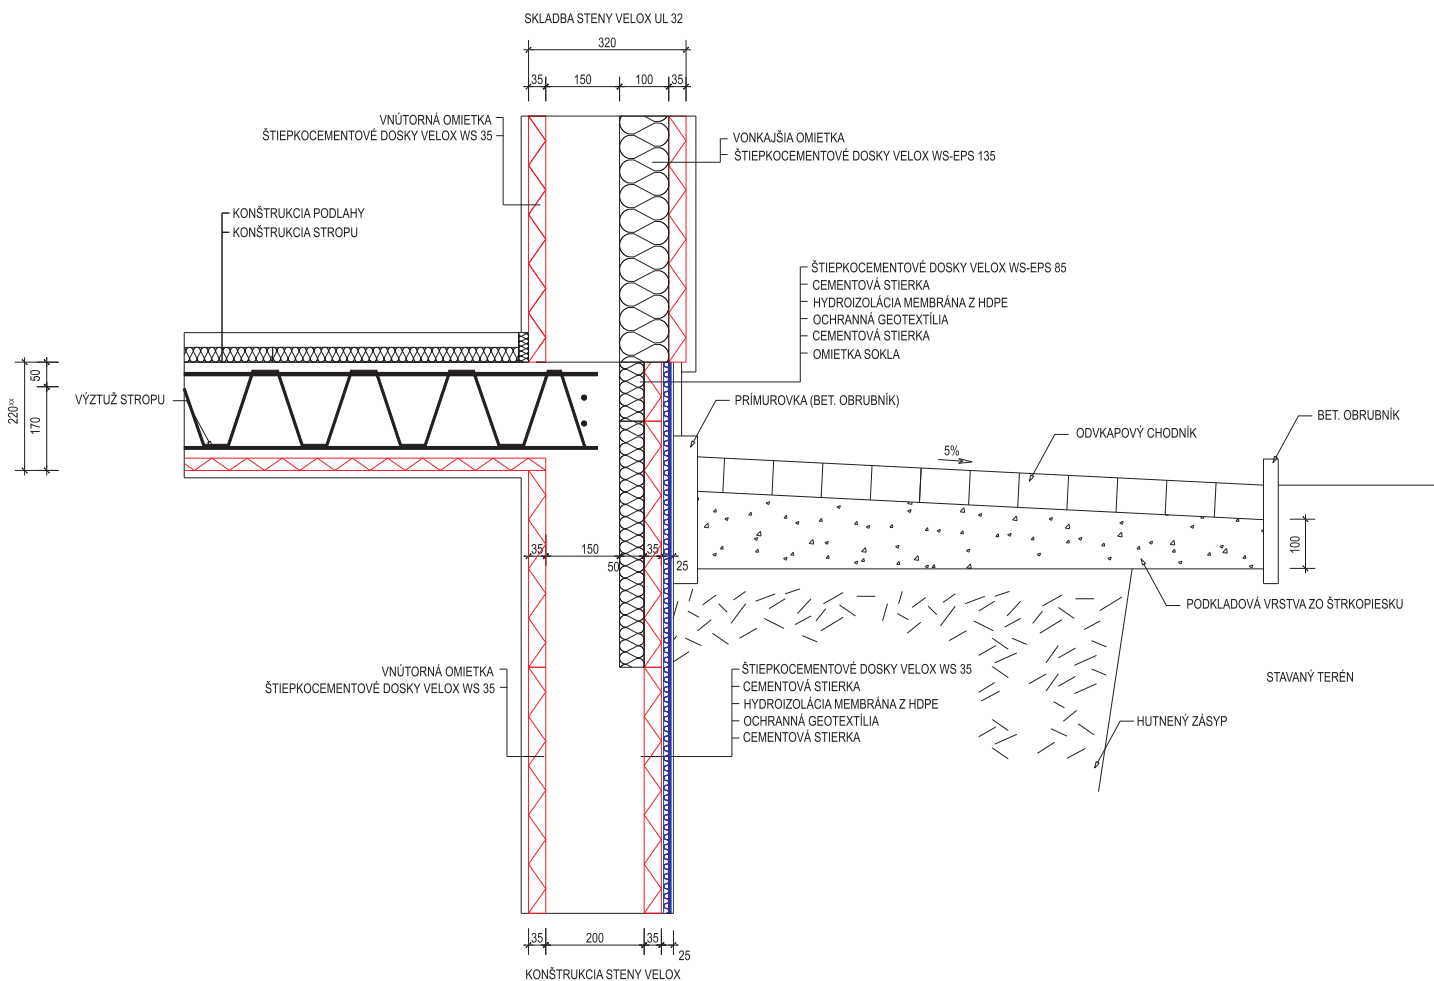 SKLADBA STENY VELOX UL 32
320
35 150 100 35
VNÚTORNÁ OMIETKA
ŠTIEPKOCEMENTOVÉ DOSKY VELOX WS 35
VONKAJŠIA OMIETKA
ŠTIEPKOCEMENTOVÉ DOSKY VELOX WS-EPS 135
KONŠTRUKCIA PODLAHY
KONŠTRUKCIA STROPU
ŠTIEPKOCEMENTOVÉ DOSKY VELOX WS-EPS 85
CEMENTOVÁ STIERKA
HYDROIZOLÁCIA MEMBRÁNA Z HDPE
OCHRANNÁ GEOTEXTÍLIA
CEMENTOVÁ STIERKA
OMIETKA SOKLA
50
220xx
170
VÝZTUŽ STROPU
PRÍMUROVKA (BET. OBRUBNÍK)
BET. OBRUBNÍK
ODVKAPOVÝ CHODNÍK
5%
100
35 150 50 35 25
PODKLADOVÁ VRSTVA ZO ŠTRKOPIESKU
VNÚTORNÁ OMIETKA
ŠTIEPKOCEMENTOVÉ DOSKY VELOX WS 35
ŠTIEPKOCEMENTOVÉ DOSKY VELOX WS 35
CEMENTOVÁ STIERKA
HYDROIZOLÁCIA MEMBRÁNA Z HDPE
OCHRANNÁ GEOTEXTÍLIA
CEMENTOVÁ STIERKA
STAVANÝ TERÉN
HUTNENÝ ZÁSYP
35 200 35 25
KONŠTRUKCIA STENY VELOX